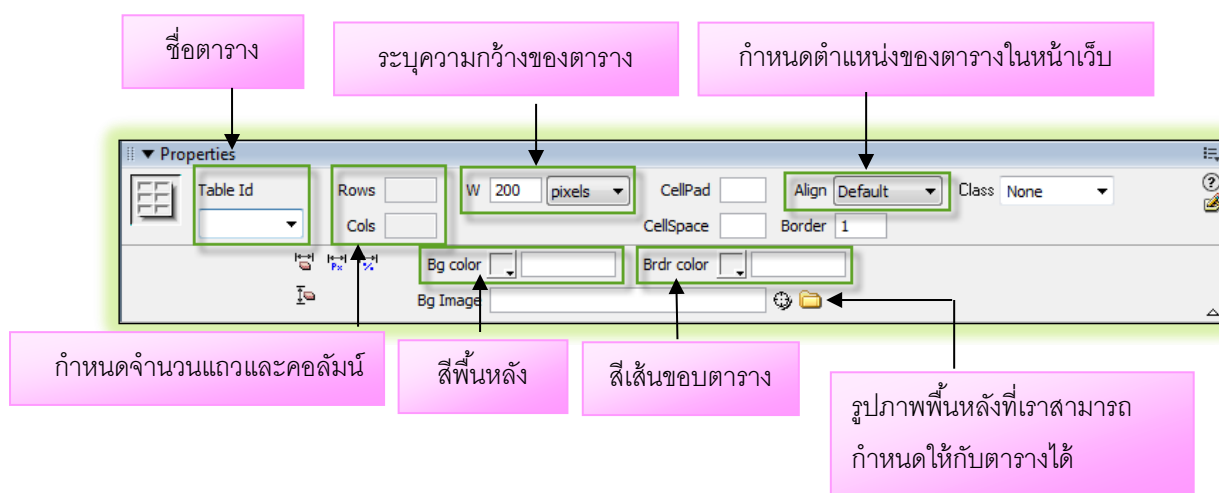 ชื่อตาราง
ระบุความกว้างของตาราง
กำหนดตำแหน่งของตารางในหน้าเว็บ
Properties
Table Id
Rows
W 200 pixels
CellPad
Align Default
Class None
Cols
CellSpace
Border 1
Px
%
Bg color
Brdr color
Bg Image
กำหนดจำนวนแถวและคอลัมน์
สีพื้นหลัง
สีเส้นขอบตาราง
รูปภาพพื้นหลังที่เราสามารถ
กำหนดให้กับตารางได้